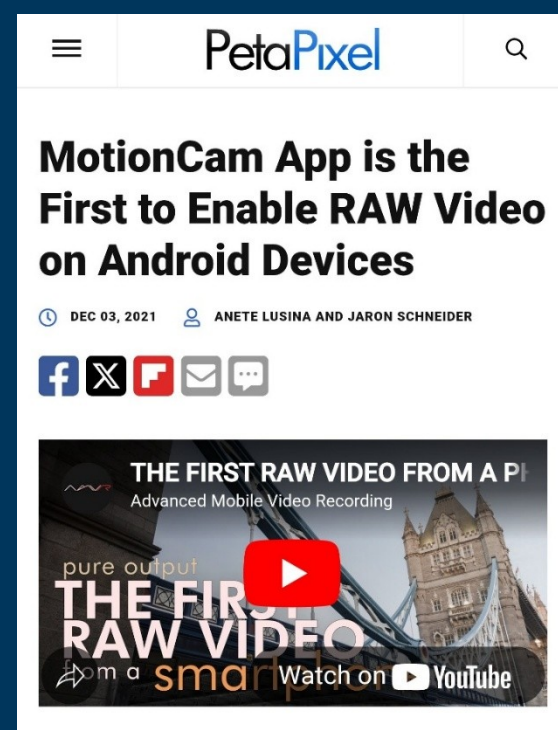 PetaPixel
MotionCam App is the
First to Enable RAW Video
on Android Devices
DEC 03, 2021 ANETE LUSINA AND JARON SCHNEIDER
THE FIRST RAW VIDEO FROM A
Advanced Mobile Video Recording
pure output
THE FIRST
RAW VIDEO
from a smartphone
Watch on YouTube